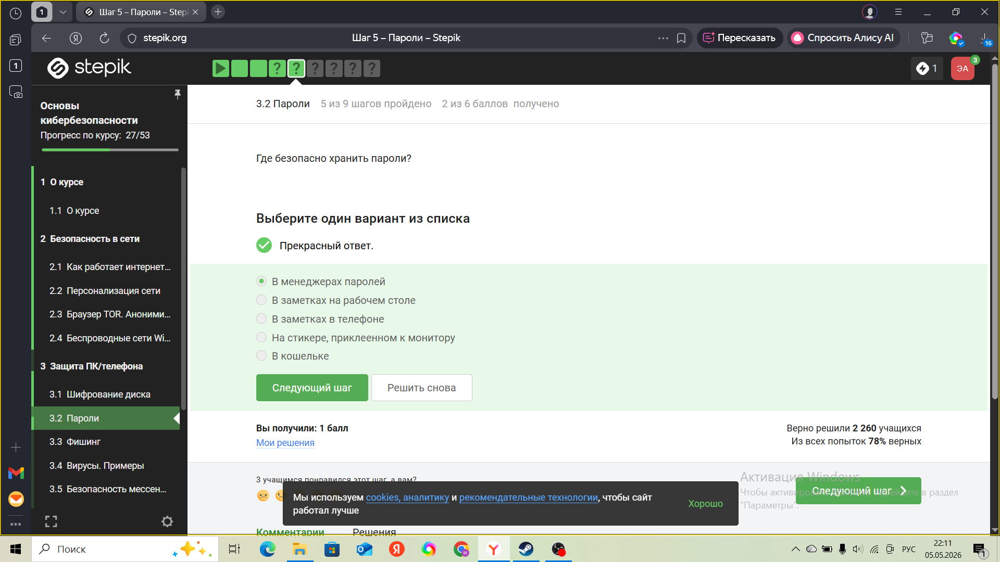 1
Шаг 5 – Пароли – Stepi
stepik.org
Шаг 5 – Пароли – Stepik
Пересказать
Спросить Алису AI
16
1
stepik
1
ЭА
3
Основы
кибербезопасности
Прогресс по курсу: 27/53
1 О курсе
1.1 О курсе
2 Безопасность в сети
2.1 Как работает интернет...
2.2 Персонализация сети
2.3 Браузер TOR. Аноними...
2.4 Беспроводные сети Wi...
3 Защита ПК/телефона
3.1 Шифрование диска
3.2 Пароли
3.3 Фишинг
3.4 Вирусы. Примеры
3.5 Безопасность мессен...
3.2 Пароли 5 из 9 шагов пройдено 2 из 6 баллов получено
Где безопасно хранить пароли?
Выберите один вариант из списка
Прекрасный ответ.
В менеджерах паролей
В заметках на рабочем столе
В заметках в телефоне
На стикере, приклеенном к монитору
В кошельке
Следующий шаг
Решить снова
Вы получили: 1 балл
Мои решения
Верно решили 2 260 учащихся
Из всех попыток 78% верных
3 учащимся понравился этот шаг, а вам?
Следующий шаг
Активация Windows
Чтобы в раздел
"Параметры".
Мы используем cookies, аналитику и рекомендательные технологии, чтобы сайт
работал лучше
Хорошо
Комментарии
Решения
Поиск
РУС
22:11
05.05.2026
1